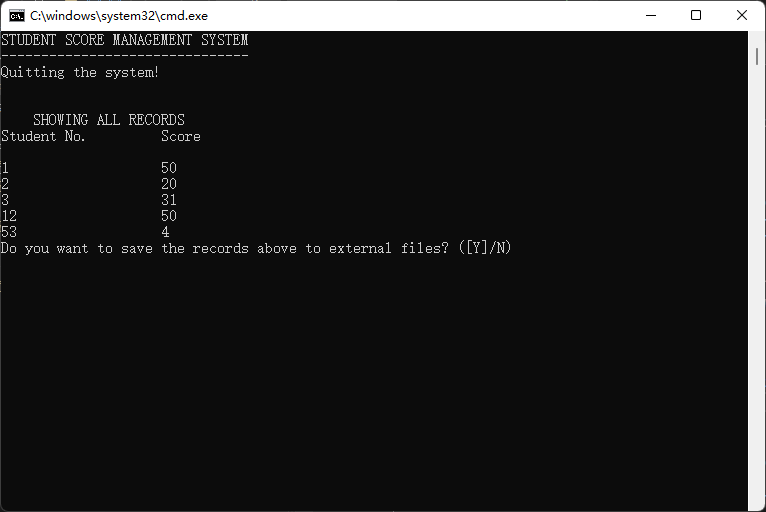 C:\windows\system32\cmd.exe
STUDENT SCORE MANAGEMENT SYSTEM
-------------------------------
Quitting the system!
SHOWING ALL RECORDS
Student No. Score
1 50
2 20
3 31
12 50
53 4
Do you want to save the records above to external files? ([Y]/N)